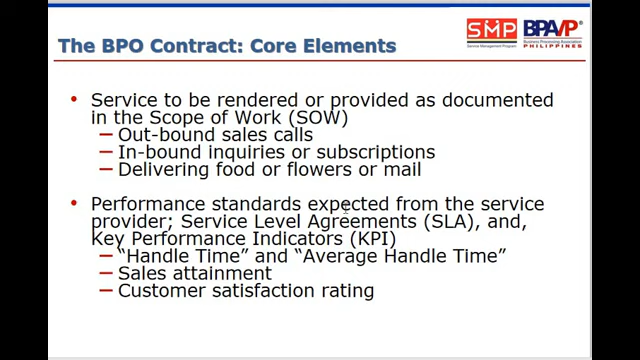 The BPO Contract: Core Elements
SMP
Service Management Program
BPAP
Business Processing Association
PHILIPPINES
• Service to be rendered or provided as documented
in the Scope of Work (SOW)
– Out-bound sales calls
– In-bound inquiries or subscriptions
– Delivering food or flowers or mail
• Performance standards expected from the service
provider; Service Level Agreements (SLA), and,
Key Performance Indicators (KPI)
– “Handle Time” and “Average Handle Time”
– Sales attainment
– Customer satisfaction rating